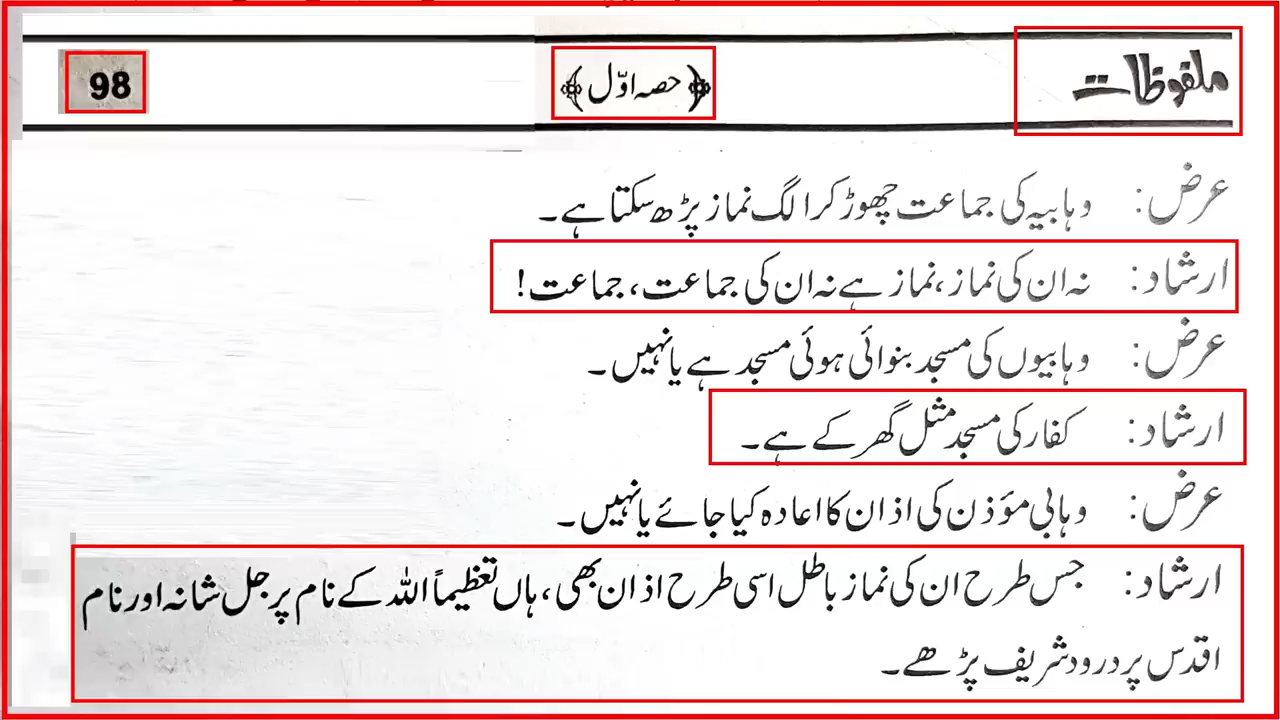 ملفوظات ﴿حصہ اوّل﴾ 98
عرض: وہابیہ کی جماعت چھوڑ کر الگ نماز پڑھ سکتا ہے۔
ارشاد: نہ ان کی نماز، نماز ہے نہ ان کی جماعت، جماعت!
عرض: وہابیوں کی مسجد بنوائی ہوئی مسجد ہے یا نہیں۔
ارشاد: کفار کی مسجد مثل گھر کے ہے۔
عرض: وہابی مؤذن کی اذان کا اعادہ کیا جائے یا نہیں۔
ارشاد: جس طرح ان کی نماز باطل اسی طرح اذان بھی، ہاں تعظیماً اللہ کے نام پر جل شانہ اور نام
اقدس پر درود شریف پڑھے۔